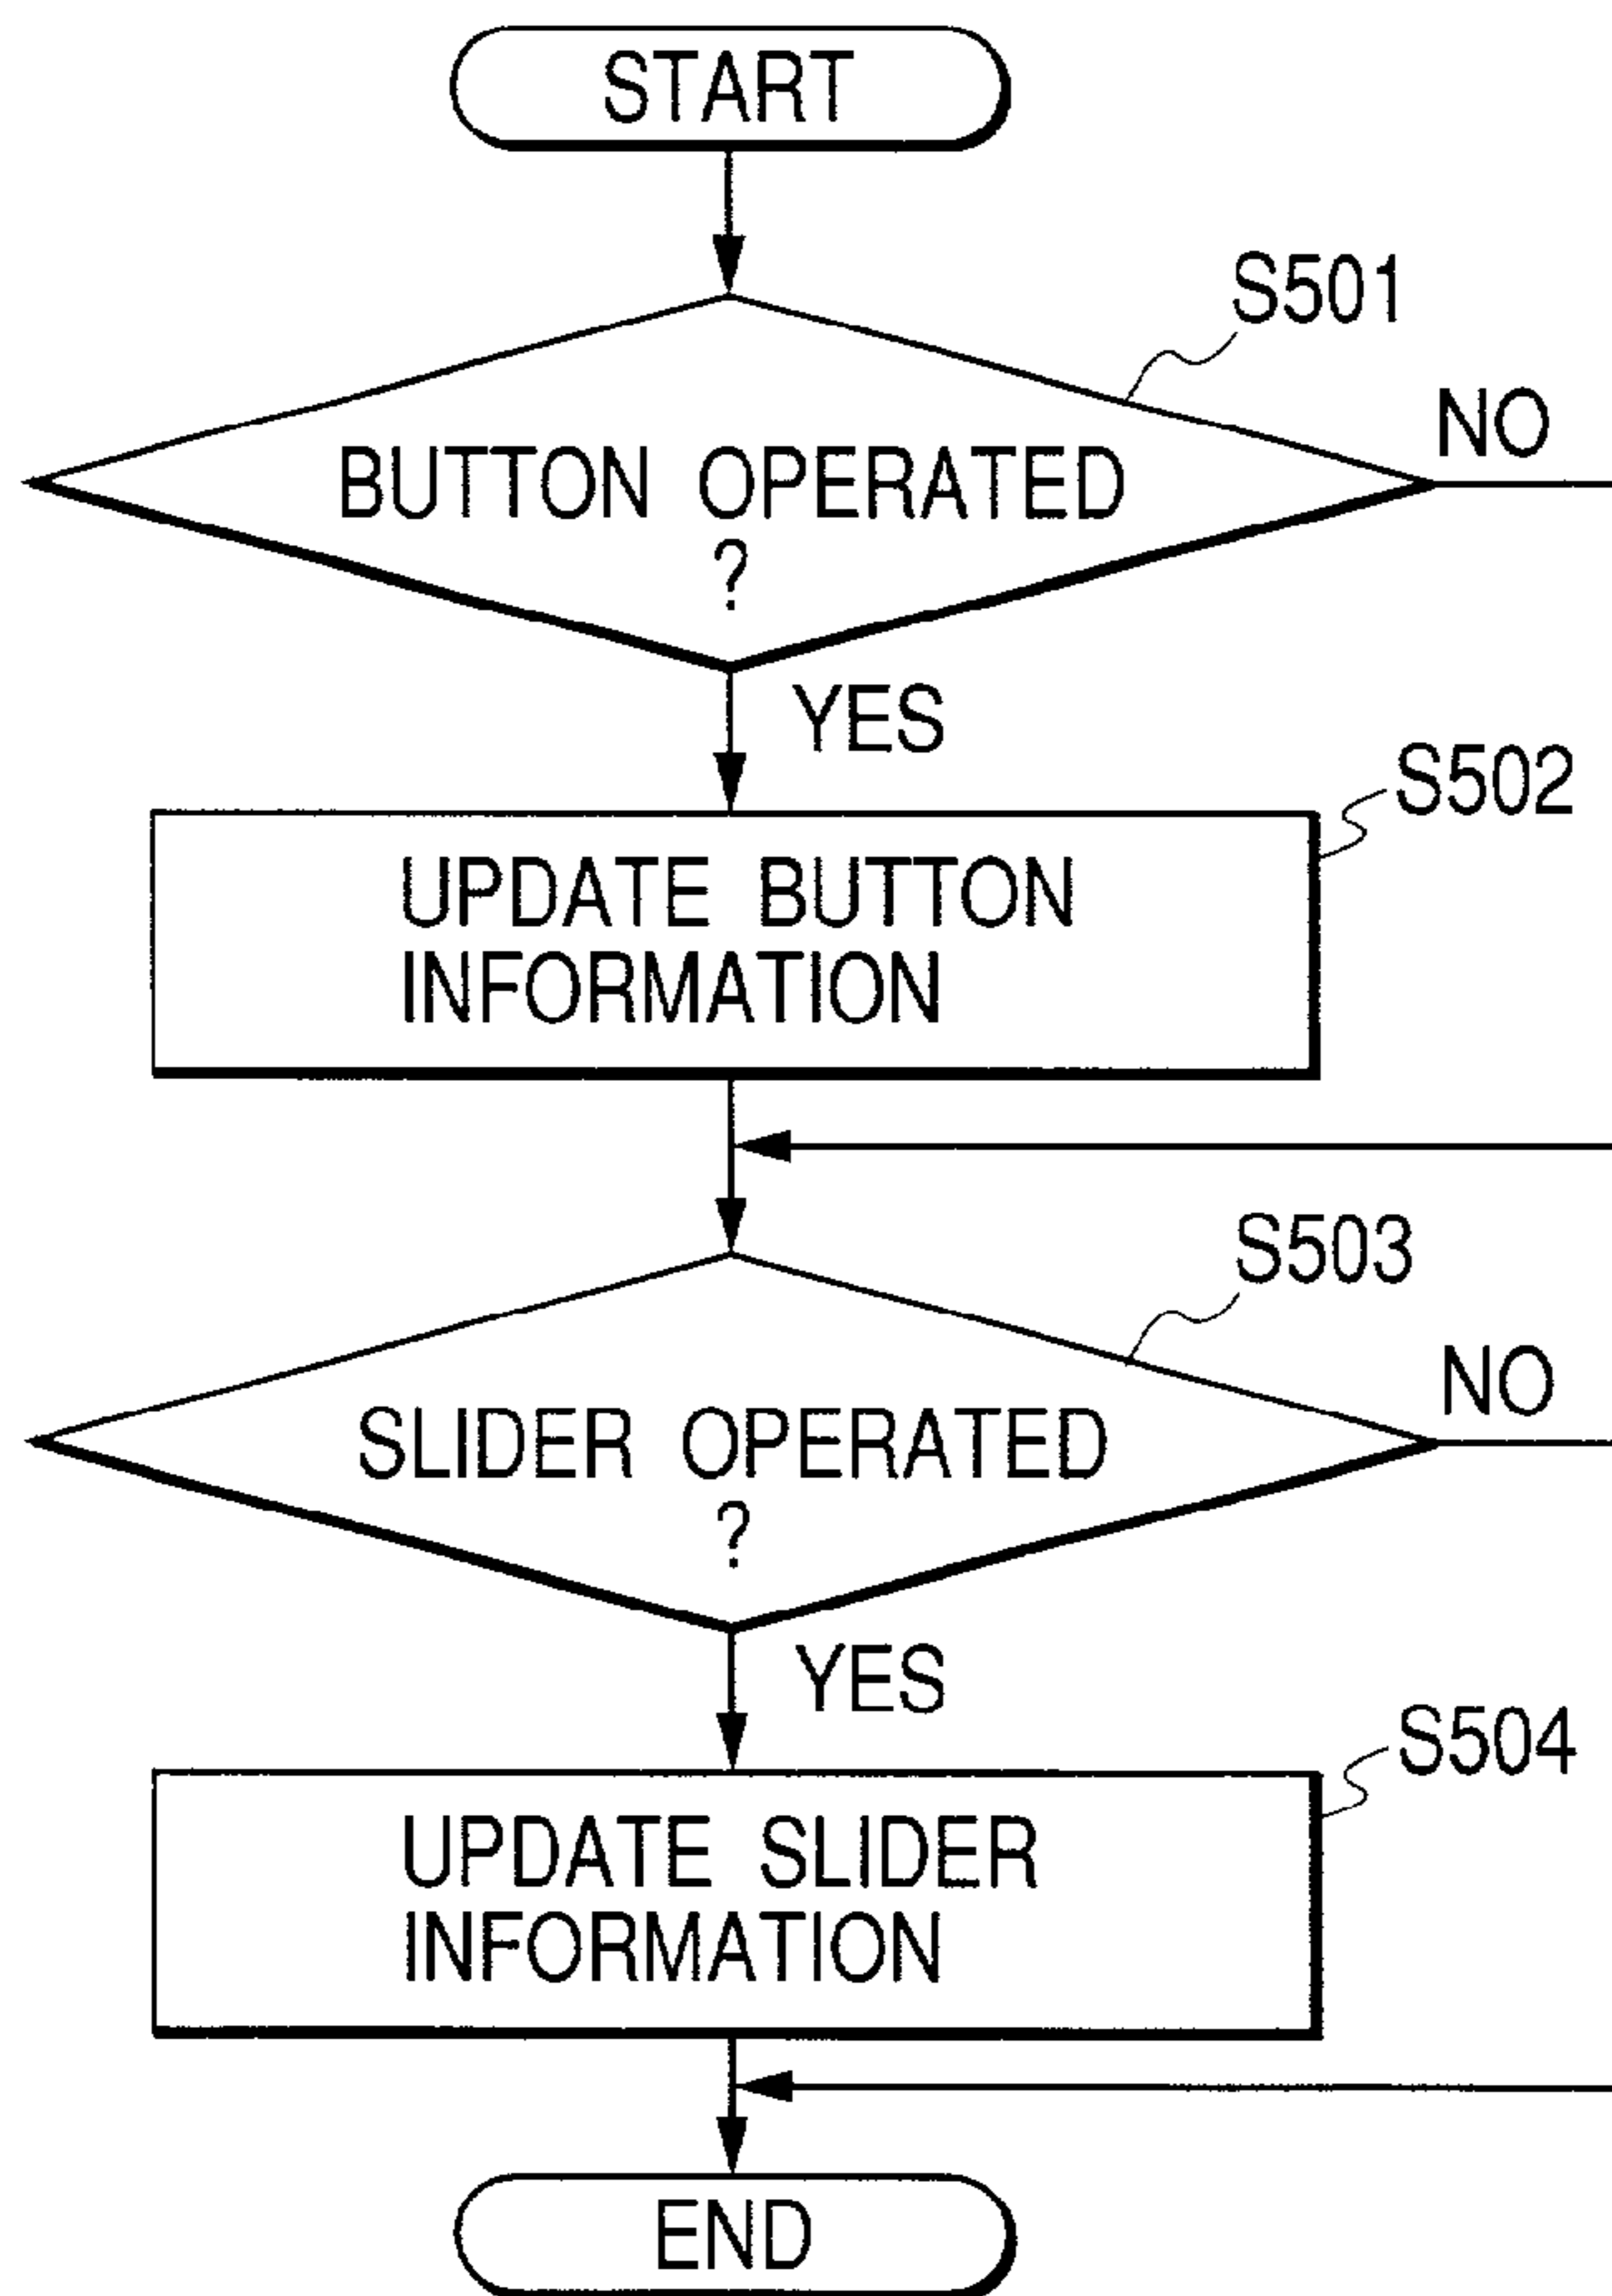 START
S501
NO
BUTTON OPERATED
?
YES
S502
UPDATE BUTTON
INFORMATION
S503
NO
SLIDER OPERATED
?
YES
S504
UPDATE SLIDER
INFORMATION
END